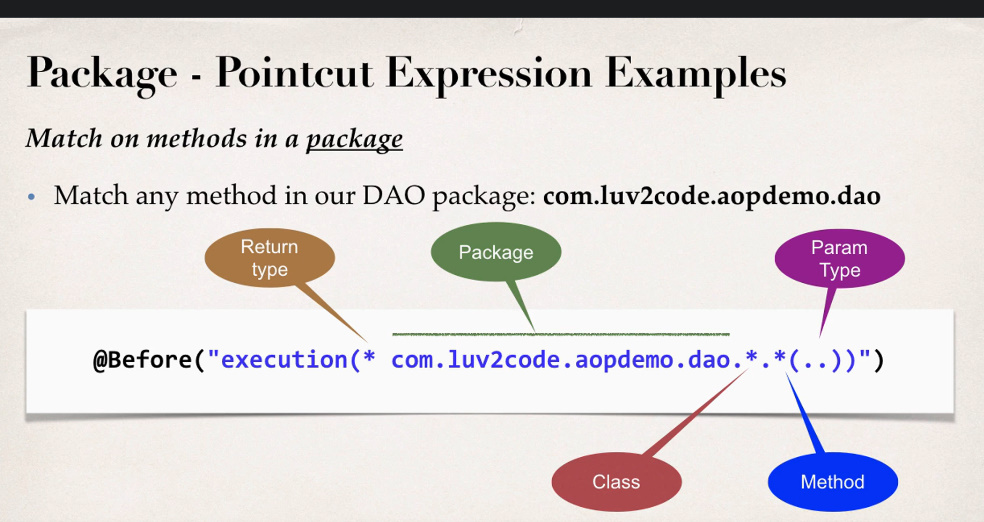 Package - Pointcut Expression Examples
Match on methods in a package
• Match any method in our DAO package: com.luv2code.aopdemo.dao
Return
type
Package
Param
Type
@Before("execution(* com.luv2code.aopdemo.dao.*.*(..))")
Class
Method